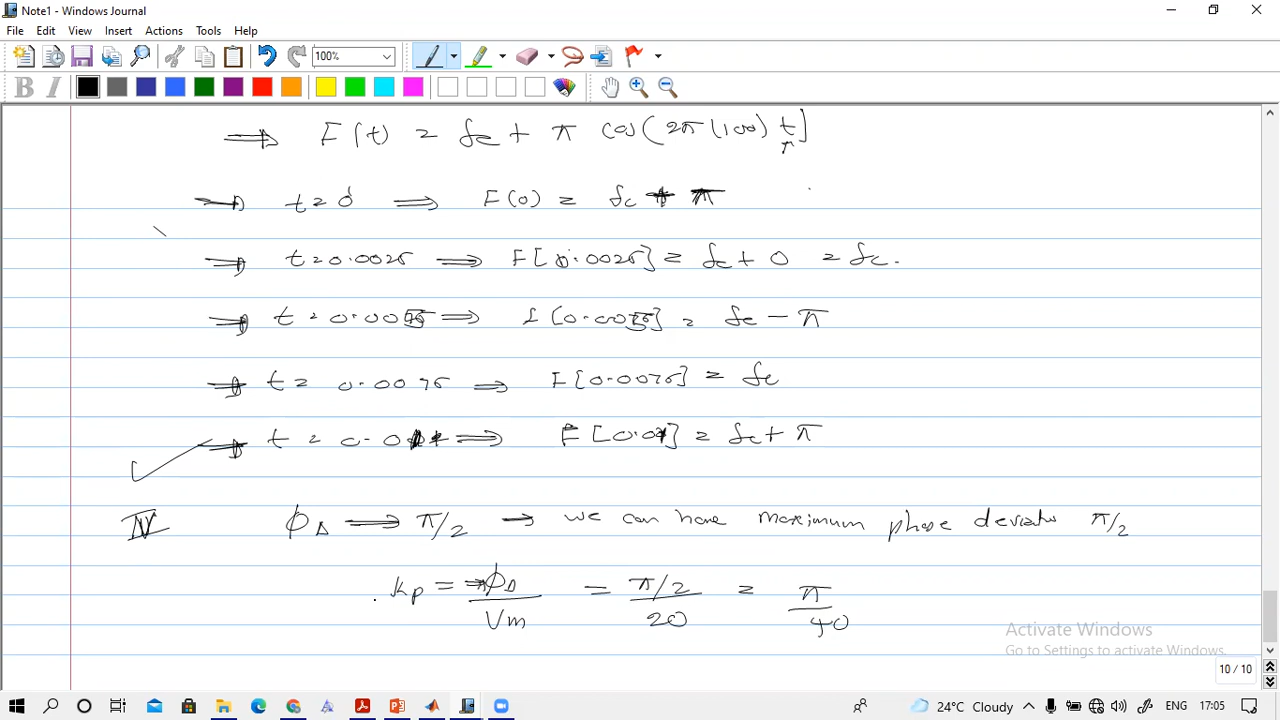 Note1 - Windows Journal
File Edit View Insert Actions Tools Help
100%
B I
⟹ F(t) = fc + π cos(2π(100)t]
→ t = 0 ⟹ F(0) = fc + π
⟹ t = 0.0025 ⟹ F[0.0025] = fc + 0 = fc.
⟹ t = 0.005 ⟹ f[0.005] = fc - π
⟹ t = 0.0075 ⟹ F[0.0075] = fc
⟹ t = 0.01 ⟹ F[0.01] = fc + π
IV φΔ ⟹ π/2 → we can have maximum phase π/2
kp = φΔ/Vm = π/2/20 = π/40
Activate Windows
Go to Settings to activate Windows.
10 / 10
24°C Cloudy ENG 17:05